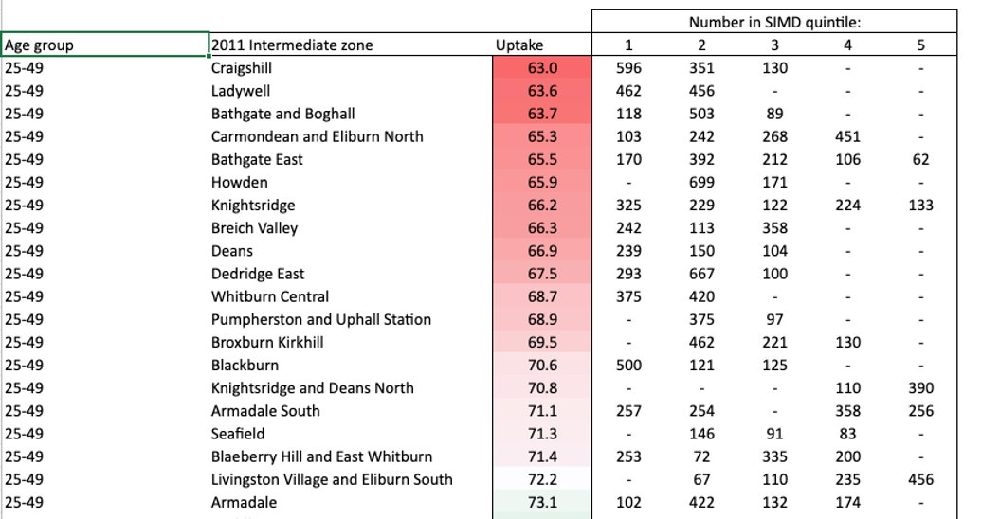 Number in SIMD quintile:
Age group 2011 Intermediate zone Uptake 1 2 3 4 5
25-49 Craigshill 63.0 596 351 130 - -
25-49 Ladywell 63.6 462 456 - - -
25-49 Bathgate and Boghall 63.7 118 503 89 - -
25-49 Carmondean and Eliburn North 65.3 103 242 268 451 -
25-49 Bathgate East 65.5 170 392 212 106 62
25-49 Howden 65.9 - 699 171 - -
25-49 Knightsridge 66.2 325 229 122 224 133
25-49 Breich Valley 66.3 242 113 358 - -
25-49 Deans 66.9 239 150 104 - -
25-49 Dedridge East 67.5 293 667 100 - -
25-49 Whitburn Central 68.7 375 420 - - -
25-49 Pumpherston and Uphall Station 68.9 - 375 97 - -
25-49 Broxburn Kirkhill 69.5 - 462 221 130 -
25-49 Blackburn 70.6 500 121 125 - -
25-49 Knightsridge and Deans North 70.8 - - - 110 390
25-49 Armadale South 71.1 257 254 - 358 256
25-49 Seafield 71.3 - 146 91 83 -
25-49 Blaeberry Hill and East Whitburn 71.4 253 72 335 200 -
25-49 Livingston Village and Eliburn South 72.2 - 67 110 235 456
25-49 Armadale 73.1 102 422 132 174 -